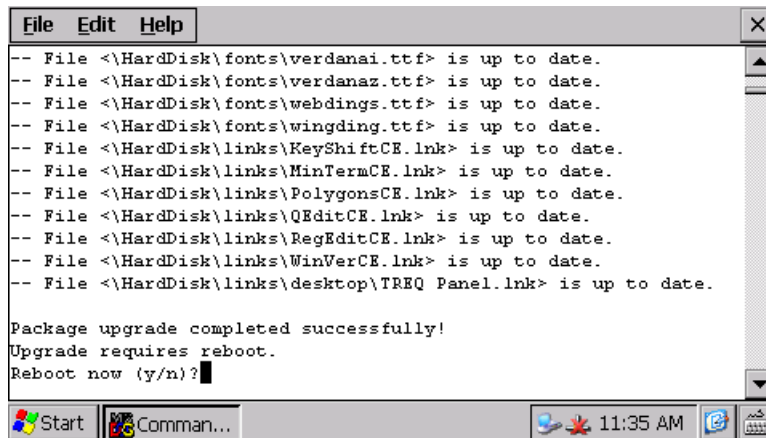 File Edit Help
-- File <\HardDisk\fonts\verdanai.ttf> is up to date.
-- File <\HardDisk\fonts\verdanaz.ttf> is up to date.
-- File <\HardDisk\fonts\webdings.ttf> is up to date.
-- File <\HardDisk\fonts\wingding.ttf> is up to date.
-- File <\HardDisk\links\KeyShiftCE.lnk> is up to date.
-- File <\HardDisk\links\MinTermCE.lnk> is up to date.
-- File <\HardDisk\links\PolygonsCE.lnk> is up to date.
-- File <\HardDisk\links\QEditCE.lnk> is up to date.
-- File <\HardDisk\links\RegEditCE.lnk> is up to date.
-- File <\HardDisk\links\WinVerCE.lnk> is up to date.
-- File <\HardDisk\links\desktop\TREQ Panel.lnk> is up to date.
Package upgrade completed successfully!
Upgrade requires reboot.
Reboot now (y/n)?
Start Comman... 11:35 AM